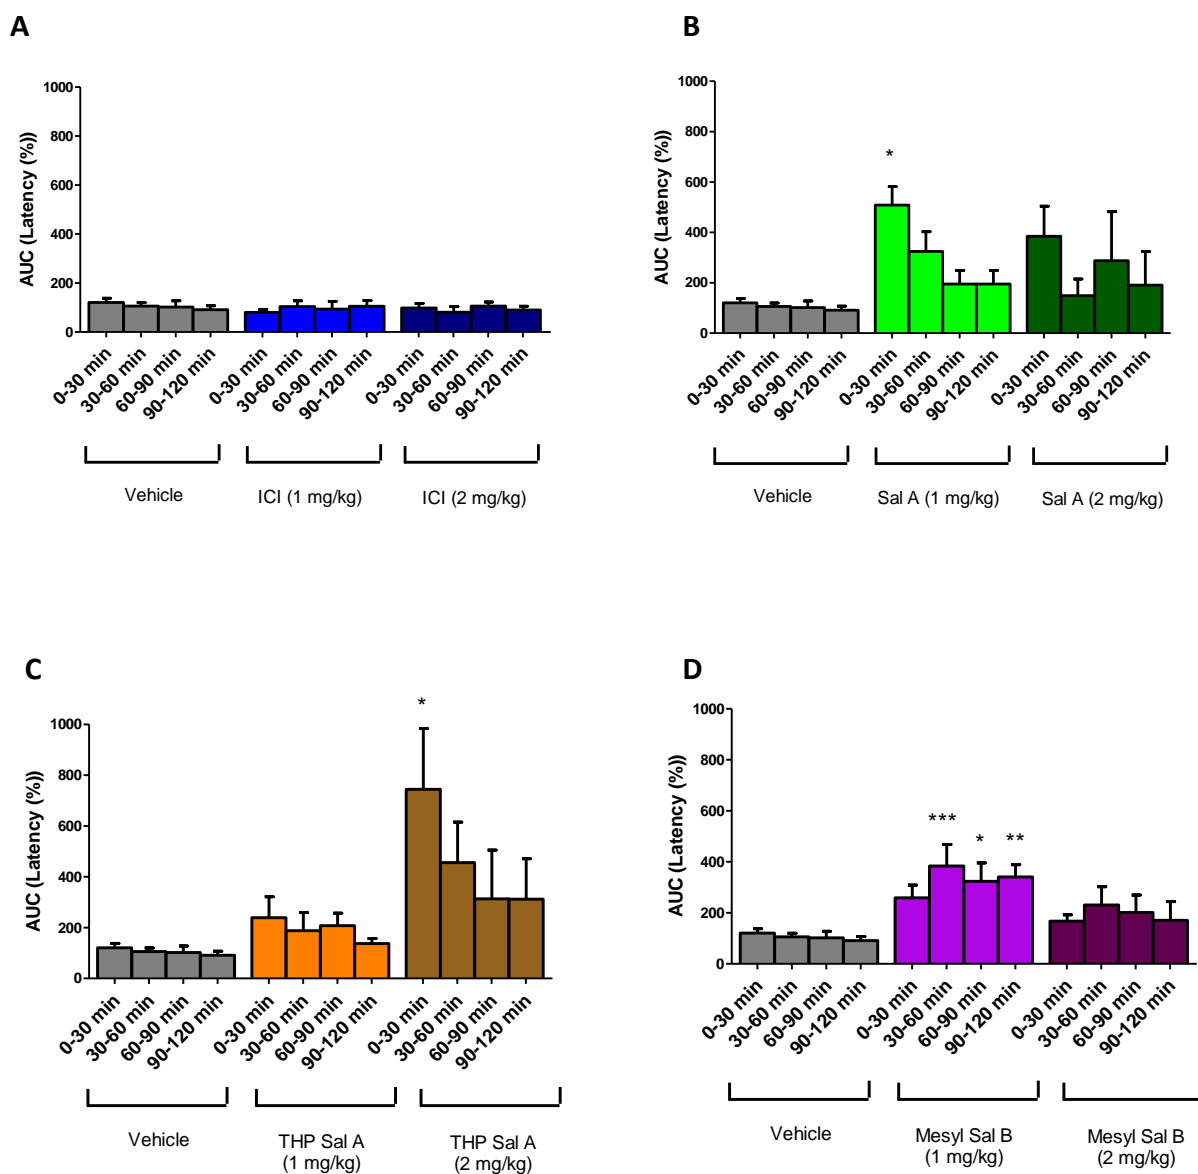 A
AUC (Latency (%))
1000
800
600
400
200
0
0-30 min
30-60 min
60-90 min
90-120 min
0-30 min
30-60 min
60-90 min
90-120 min
0-30 min
30-60 min
60-90 min
90-120 min
Vehicle
ICI (1 mg/kg)
ICI (2 mg/kg)
B
AUC (Latency (%))
1000
800
600
400
200
0
*
0-30 min
30-60 min
60-90 min
90-120 min
0-30 min
30-60 min
60-90 min
90-120 min
0-30 min
30-60 min
60-90 min
90-120 min
Vehicle
Sal A (1 mg/kg)
Sal A (2 mg/kg)
C
AUC (Latency (%))
1000
800
600
400
200
0
*
0-30 min
30-60 min
60-90 min
90-120 min
0-30 min
30-60 min
60-90 min
90-120 min
0-30 min
30-60 min
60-90 min
90-120 min
Vehicle
THP Sal A
(1 mg/kg)
THP Sal A
(2 mg/kg)
D
AUC (Latency (%))
1000
800
600
400
200
0
***
*
**
0-30 min
30-60 min
60-90 min
90-120 min
0-30 min
30-60 min
60-90 min
90-120 min
0-30 min
30-60 min
60-90 min
90-120 min
Vehicle
Mesyl Sal B
(1 mg/kg)
Mesyl Sal B
(2 mg/kg)